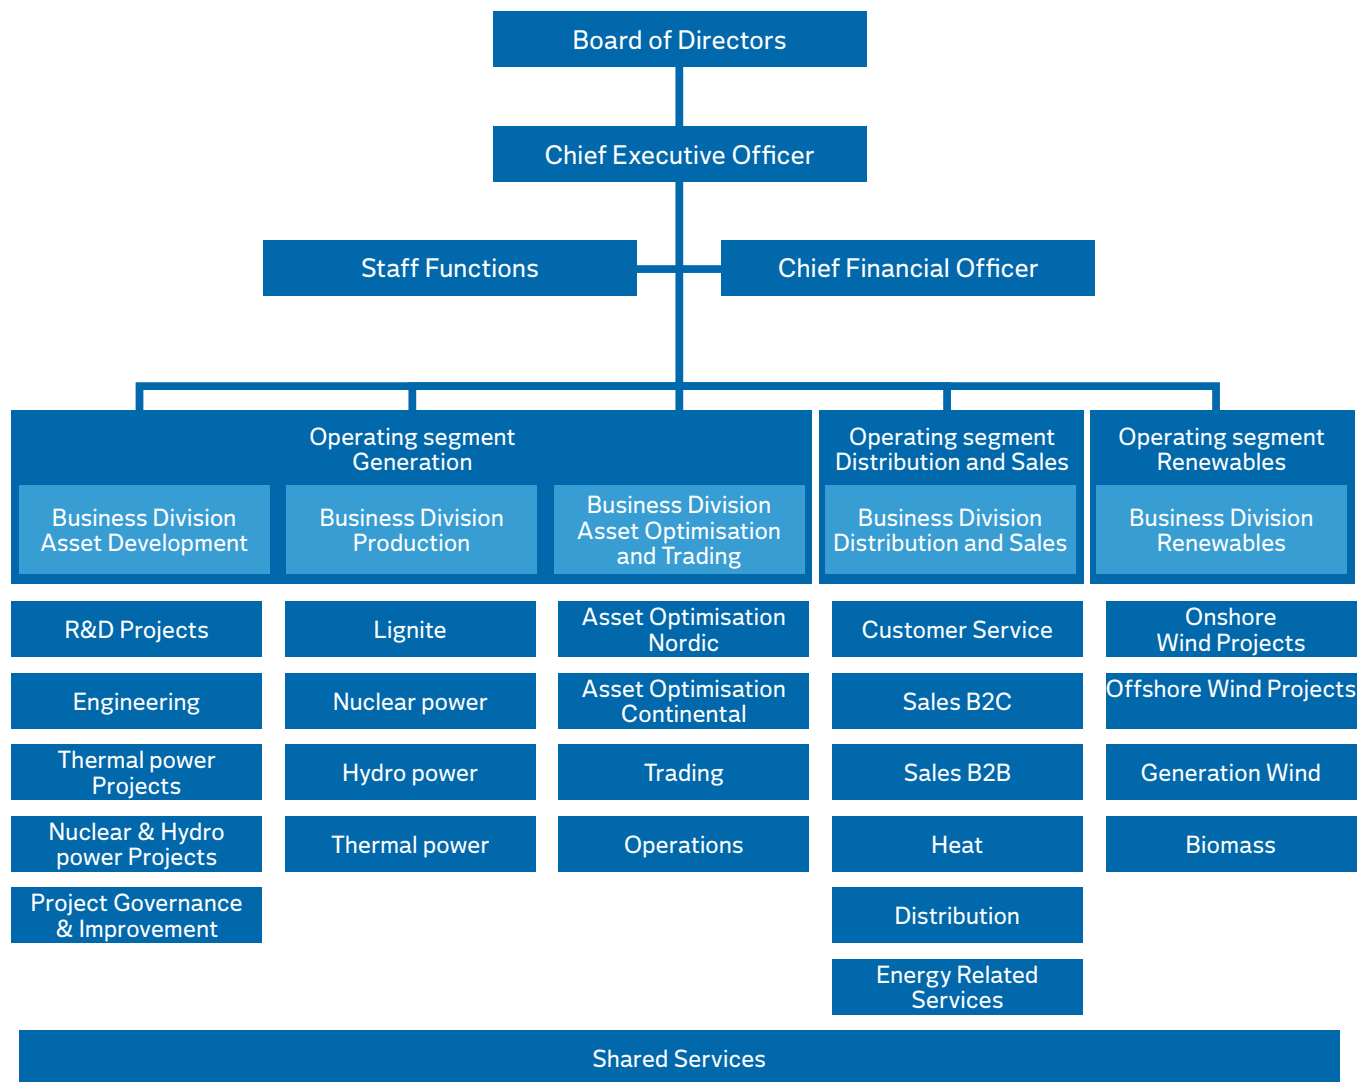 Board of Directors
Chief Executive Officer
Staff Functions
Chief Financial Officer
Operating segment
Generation
Operating segment
Distribution and Sales
Operating segment
Renewables
Business Division
Asset Development
Business Division
Production
Business Division
Asset Optimisation
and Trading
Business Division
Distribution and Sales
Business Division
Renewables
R&D Projects
Engineering
Thermal power
Projects
Nuclear & Hydro
power Projects
Project Governance
& Improvement
Lignite
Nuclear power
Hydro power
Thermal power
Asset Optimisation
Nordic
Asset Optimisation
Continental
Trading
Operations
Customer Service
Sales B2C
Sales B2B
Heat
Distribution
Energy Related
Services
Onshore
Wind Projects
Offshore Wind Projects
Generation Wind
Biomass
Shared Services